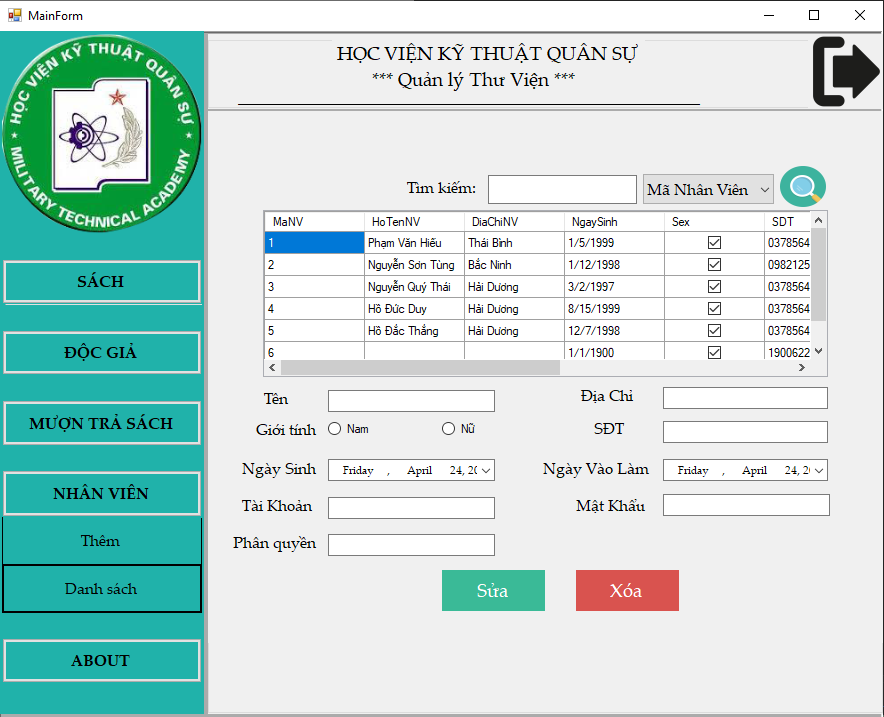 MainForm
HỌC VIỆN KỸ THUẬT QUÂN SỰ
MILITARY TECHNICAL ACADEMY
HỌC VIỆN KỸ THUẬT QUÂN SỰ
*** Quản lý Thư Viện ***
SÁCH
ĐỘC GIẢ
MƯỢN TRẢ SÁCH
NHÂN VIÊN
Thêm
Danh sách
ABOUT
Tìm kiếm:
Mã Nhân Viên
MaNV HoTenNV DiaChiNV NgaySinh Sex SDT
1 Phạm Văn Hiếu Thái Bình 1/5/1999 0378564
2 Nguyễn Sơn Tùng Bắc Ninh 1/12/1998 0982125
3 Nguyễn Quý Thái Hải Dương 3/2/1997 0378564
4 Hồ Đức Duy Hải Dương 8/15/1999 0378564
5 Hồ Đắc Thắng Hải Dương 12/7/1998 0378564
6 1/1/1900 1900622
Tên Địa Chỉ
Giới tính Nam Nữ SĐT
Ngày Sinh Friday , April 24, 20 Ngày Vào Làm Friday , April 24, 20
Tài Khoản Mật Khẩu
Phân quyền
Sửa Xóa